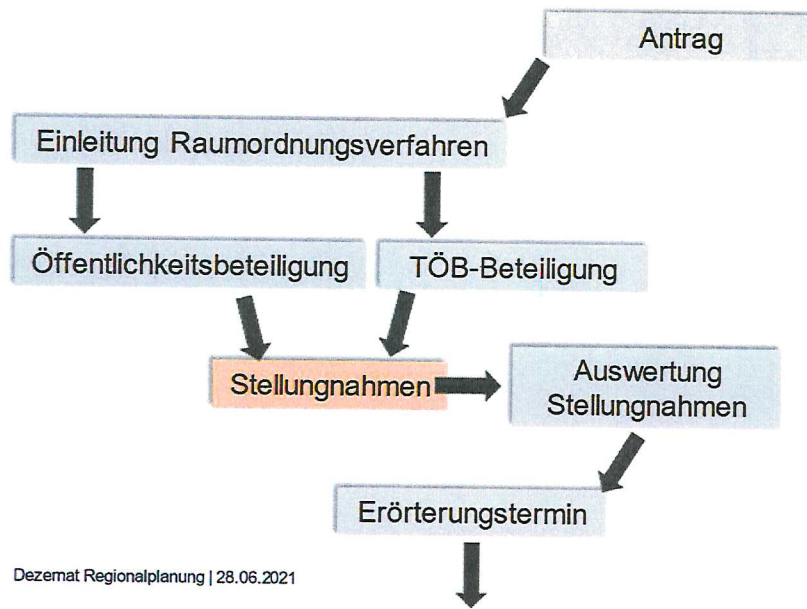 Antrag
Einleitung Raumordnungsverfahren
Öffentlichkeitsbeteiligung
TÖB-Beteiligung
Stellungnahmen
Auswertung
Stellungnahmen
Erörterungstermin
Dezernat Regionalplanung | 28.06.2021